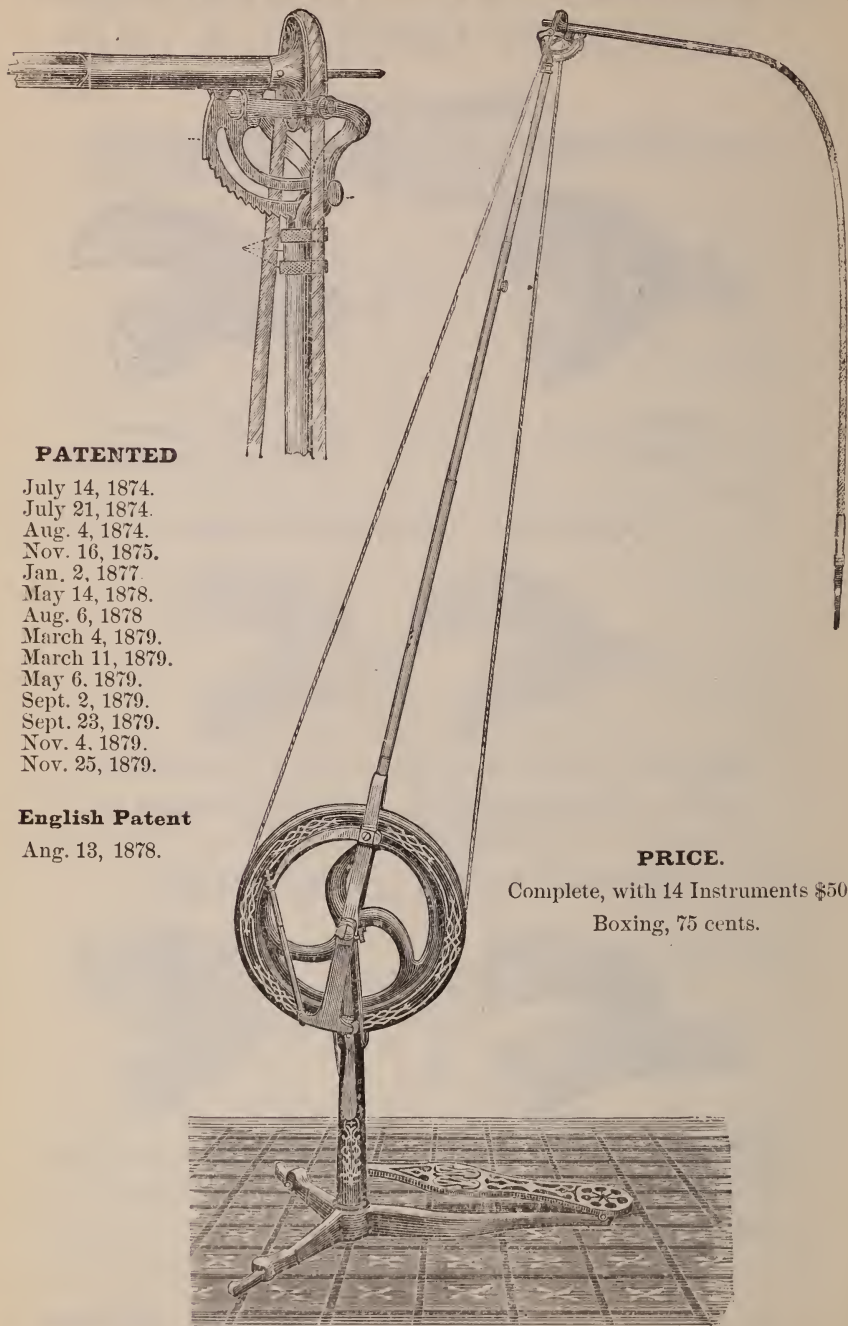 PATENTED
July 14, 1874.
July 21, 1874.
Aug. 4, 1874.
Nov. 16, 1875.
Jan. 2, 1877.
May 14, 1878.
Aug. 6, 1878
March 4, 1879.
March 11, 1879.
May 6. 1879.
Sept. 2, 1879.
Sept. 23, 1879.
Nov. 4. 1879.
Nov. 25, 1879.
English Patent
Ang. 13, 1878.
PRICE.
Complete, with 14 Instruments $50
Boxing, 75 cents.